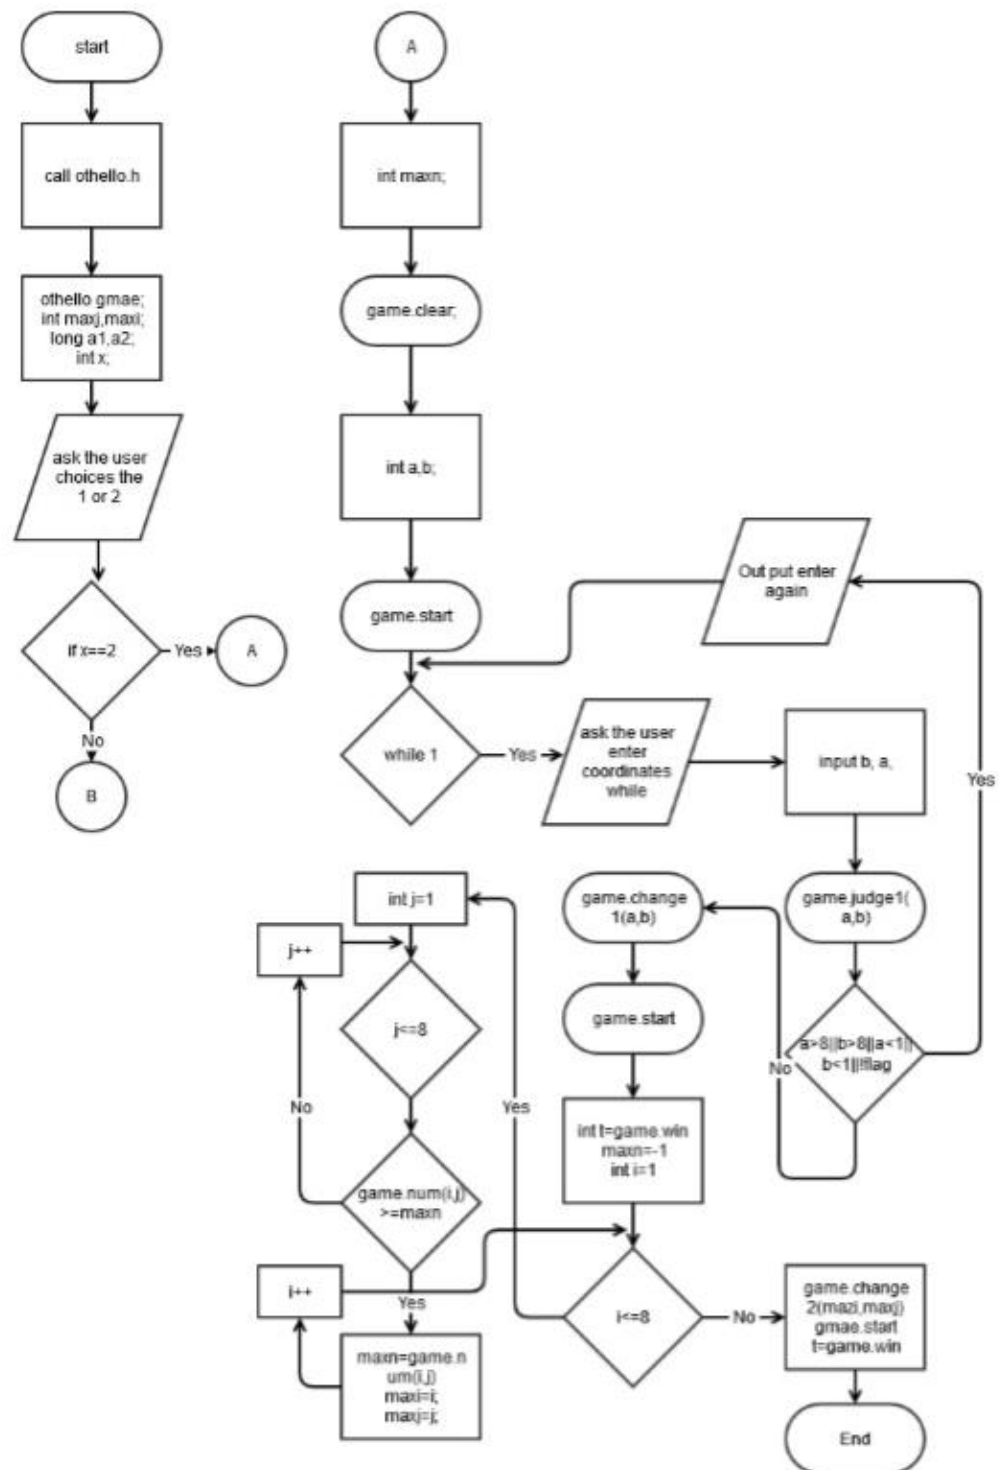 start
call othello.h
othello gmae;
int maxj,maxi;
long a1,a2;
int x;
ask the user
choices the
1 or 2
if x==2
Yes
A
No
B
A
int maxn;
game.clear;
int a,b;
game.start
while 1
Yes
ask the user
enter
coordinates
while
input b, a,
game.judge1(
a,b)
a>8||b>8||a<1||
b<1||!flag
Yes
Out put enter
again
No
game.change
1(a,b)
game.start
int t=game.win
maxn=-1
int i=1
i<=8
Yes
int j=1
j<=8
j++
No
game.num(i,j)
>=maxn
Yes
maxn=game.n
um(i,j)
maxi=i;
maxj=j;
i++
No
game.change
2(mazi,maxj)
gmae.start
t=game.win
End